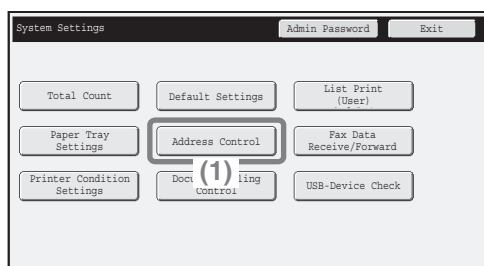 System Settings
Admin Password
Exit
Total Count
Default Settings
List Print
(User)
Paper Tray
Settings
Address Control
Fax Data
Receive/Forward
Printer Condition
Settings
(1)
Control
USB-Device Check